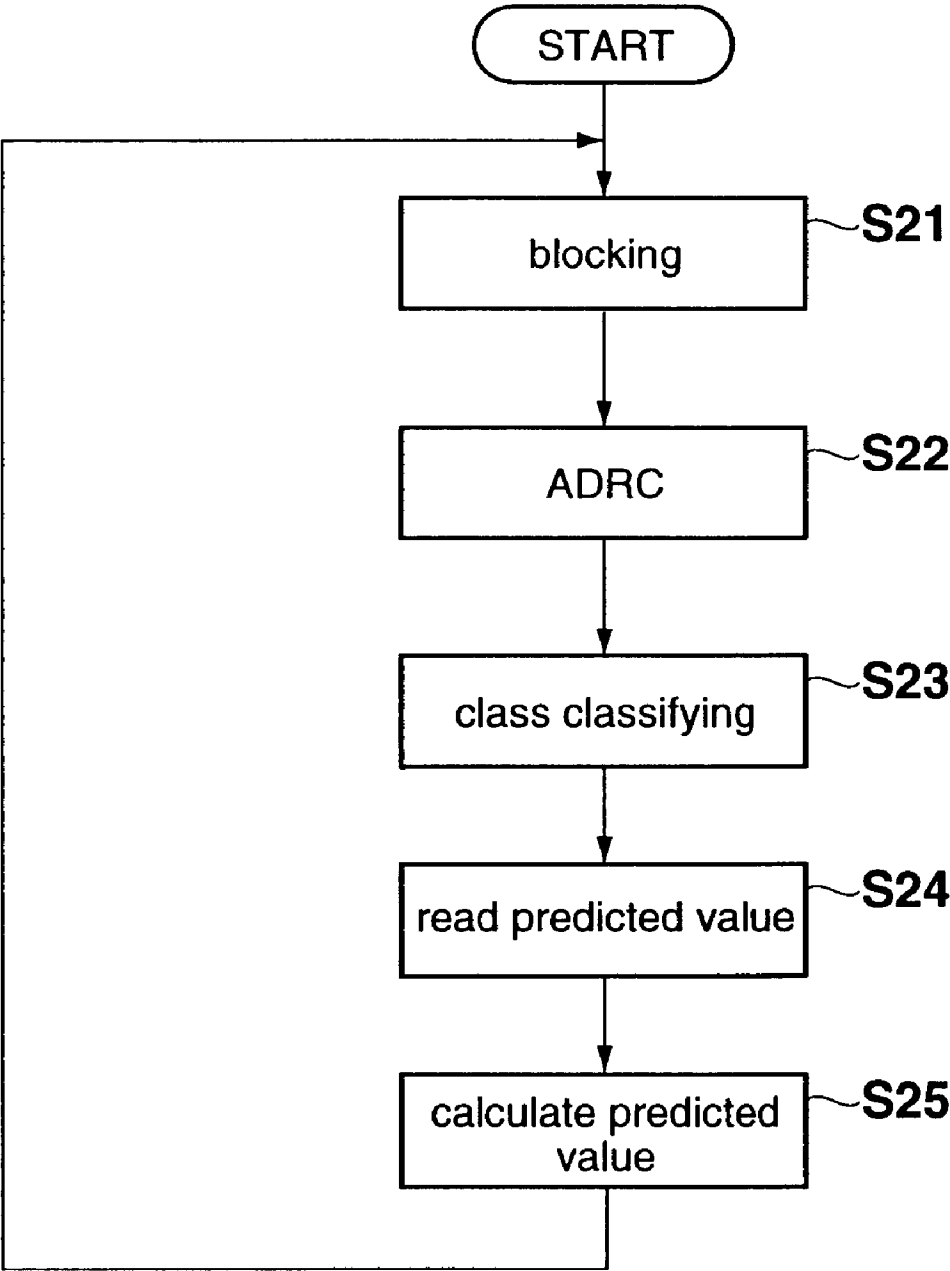 START
blocking
S21
ADRC
S22
class classifying
S23
read predicted value
S24
calculate predicted
value
S25